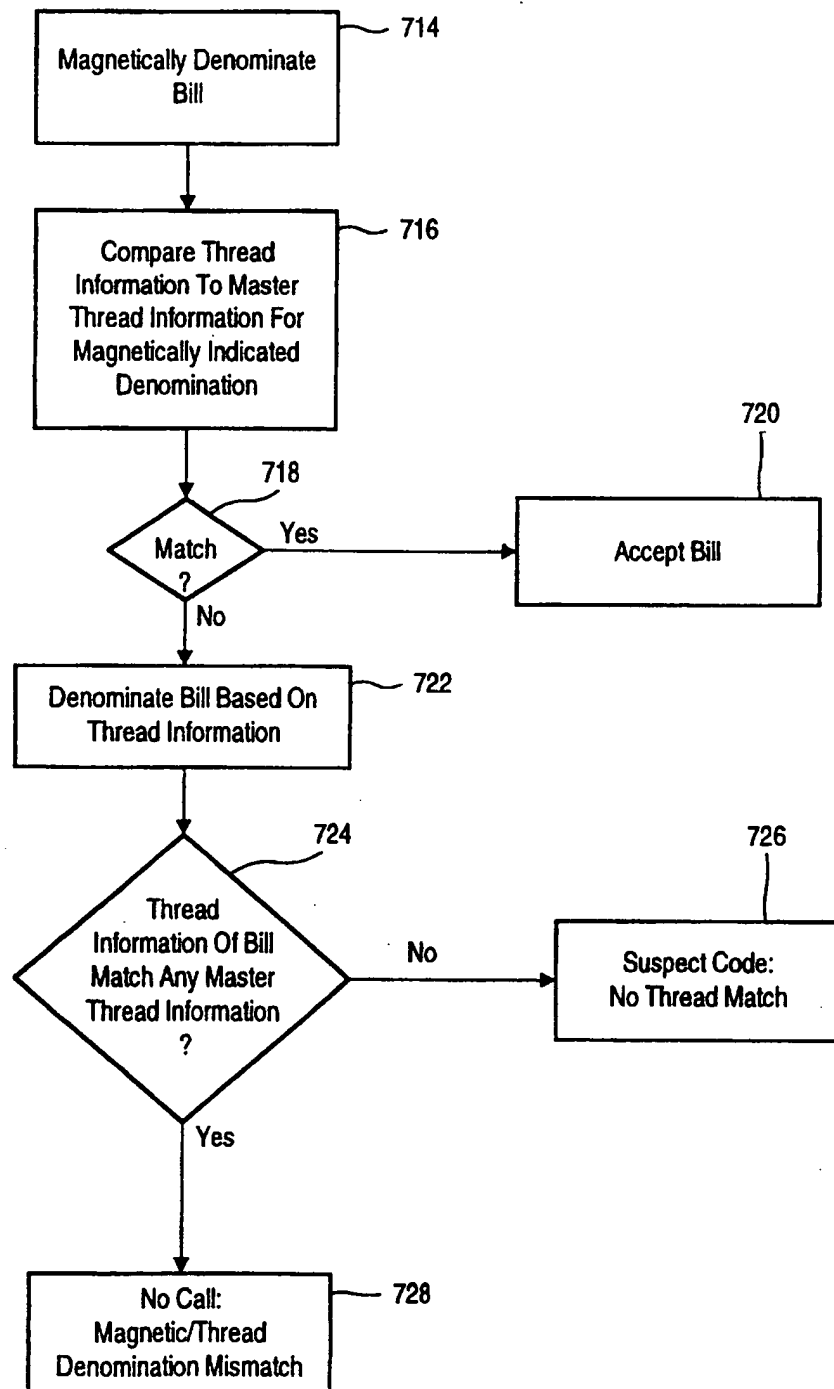 714
Magnetically Denominate
Bill
716
Compare Thread
Information To Master
Thread Information For
Magnetically Indicated
Denomination
718
Match
?
Yes
No
720
Accept Bill
722
Denominate Bill Based On
Thread Information
724
Thread
Information Of Bill
Match Any Master
Thread Information
?
No
Yes
726
Suspect Code:
No Thread Match
728
No Call:
Magnetic/Thread
Denomination Mismatch